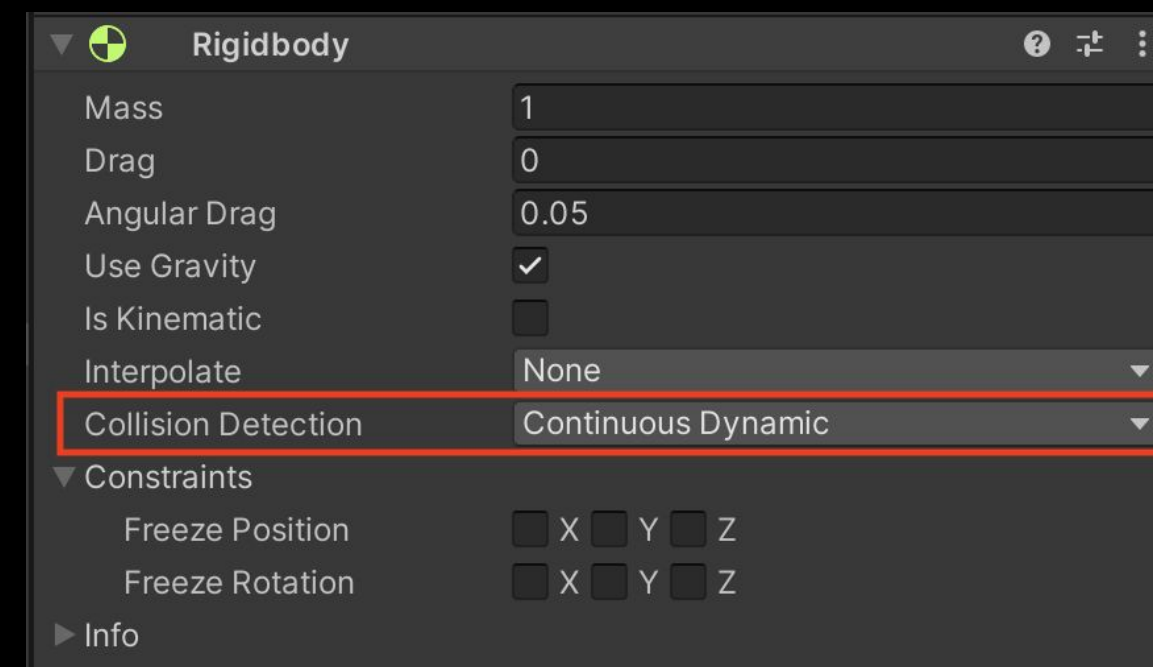 Rigidbody
Mass 1
Drag 0
Angular Drag 0.05
Use Gravity
Is Kinematic
Interpolate None
Collision Detection Continuous Dynamic
Constraints
Freeze Position X Y Z
Freeze Rotation X Y Z
Info